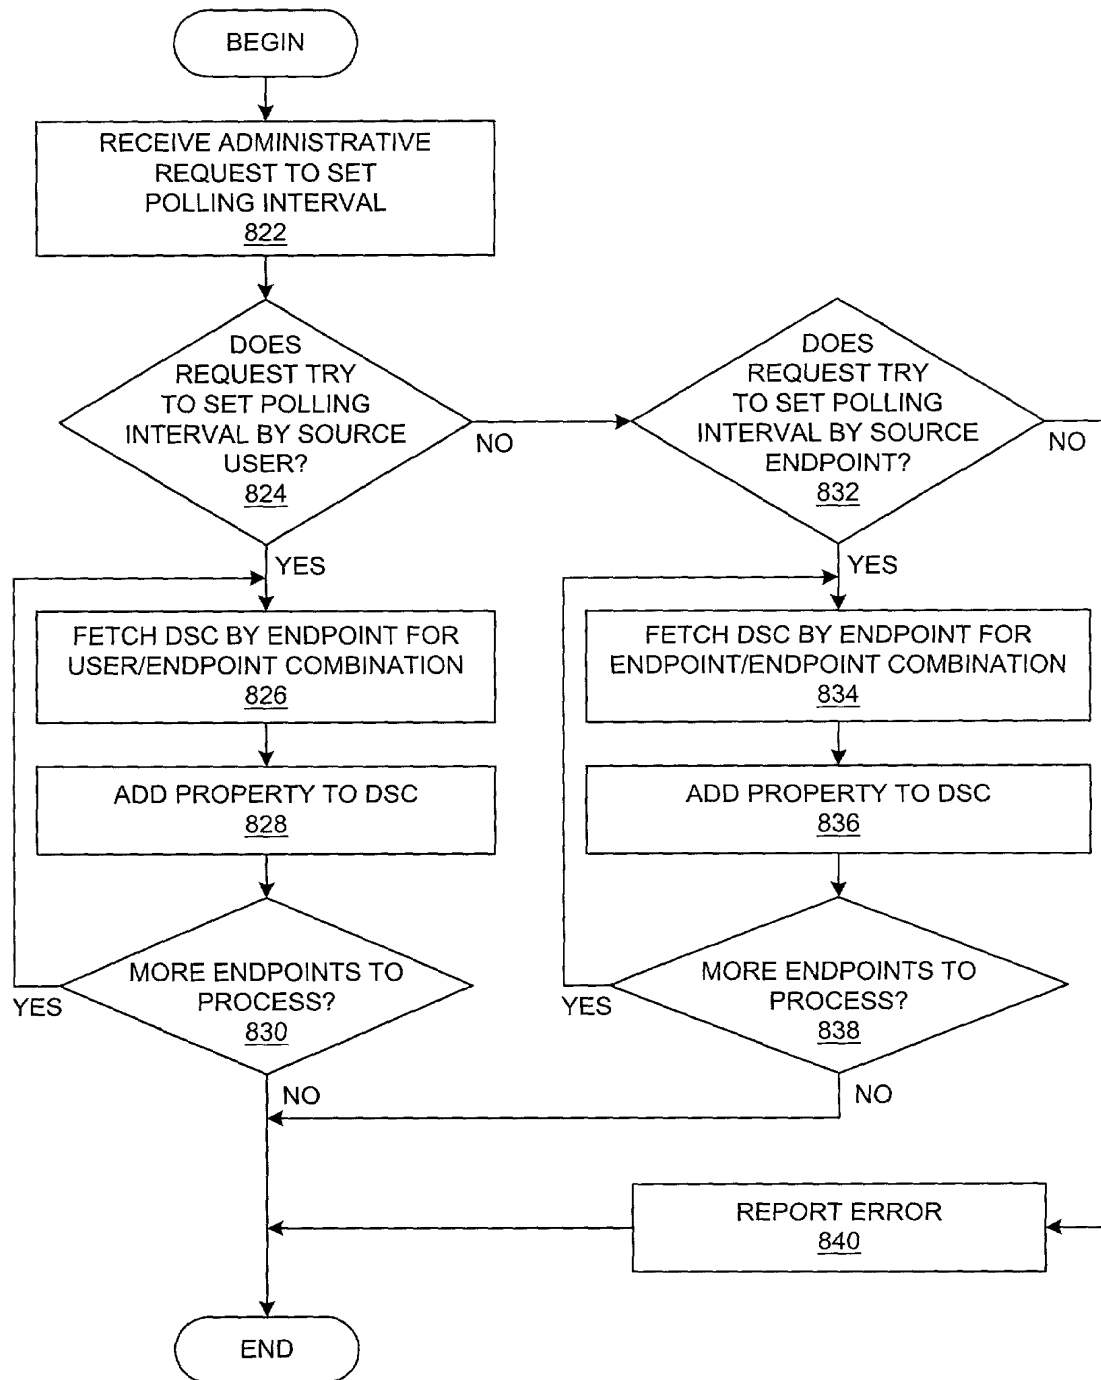 BEGIN
RECEIVE ADMINISTRATIVE
REQUEST TO SET
POLLING INTERVAL
822
DOES
REQUEST TRY
TO SET POLLING
INTERVAL BY SOURCE
USER?
824
NO
DOES
REQUEST TRY
TO SET POLLING
INTERVAL BY SOURCE
ENDPOINT?
832
NO
YES
FETCH DSC BY ENDPOINT FOR
USER/ENDPOINT COMBINATION
826
ADD PROPERTY TO DSC
828
MORE ENDPOINTS TO
PROCESS?
830
YES
NO
YES
FETCH DSC BY ENDPOINT FOR
ENDPOINT/ENDPOINT COMBINATION
834
ADD PROPERTY TO DSC
836
MORE ENDPOINTS TO
PROCESS?
838
YES
NO
REPORT ERROR
840
END